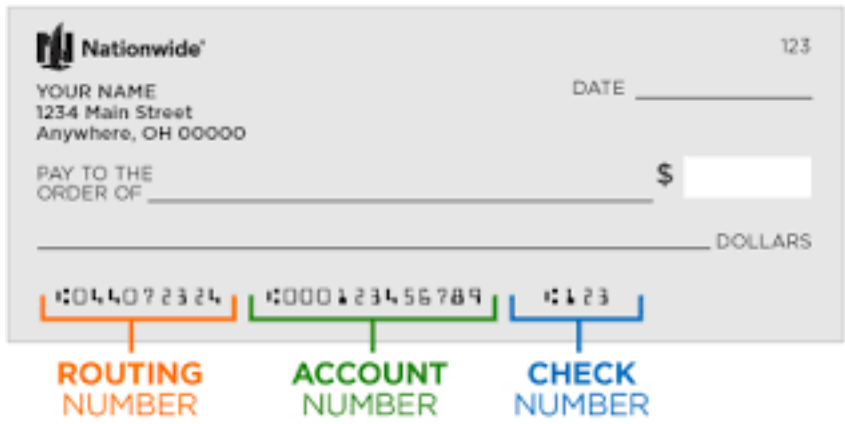 Nationwide®
123
YOUR NAME
1234 Main Street
Anywhere, OH 00000
DATE
PAY TO THE
ORDER OF
$
DOLLARS
⑆044072324 ⑆000123456789 ⑆123
ROUTING NUMBER
ACCOUNT NUMBER
CHECK NUMBER